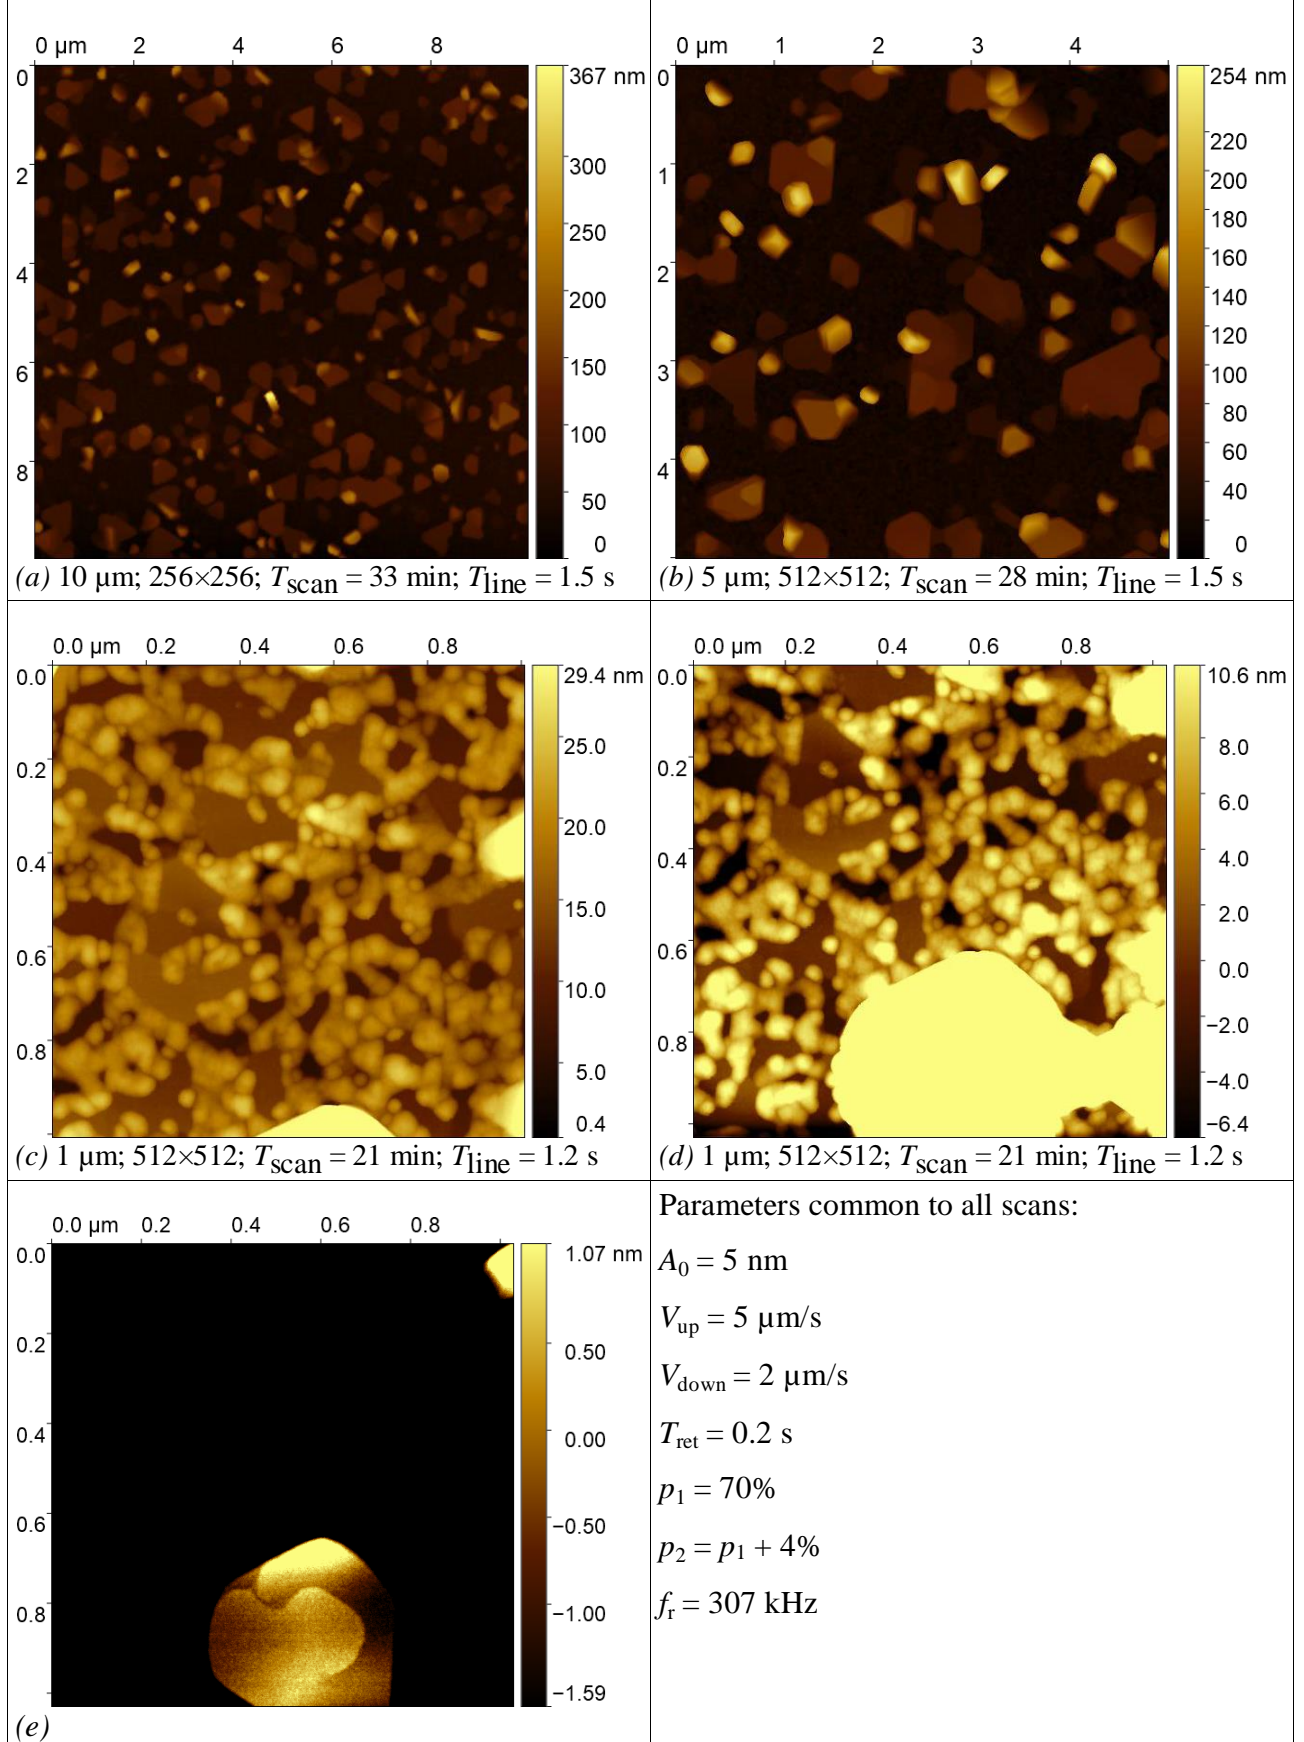 0 µm 2 4 6 8
0
2
4
6
8
367 nm
300
250
200
150
100
50
0
(a) 10 µm; 256×256; Tscan = 33 min; Tline = 1.5 s
0 µm 1 2 3 4
0
1
2
3
4
254 nm
220
200
180
160
140
120
100
80
60
40
0
(b) 5 µm; 512×512; Tscan = 28 min; Tline = 1.5 s
0.0 µm 0.2 0.4 0.6 0.8
0.0
0.2
0.4
0.6
0.8
29.4 nm
25.0
20.0
15.0
10.0
5.0
0.4
(c) 1 µm; 512×512; Tscan = 21 min; Tline = 1.2 s
0.0 µm 0.2 0.4 0.6 0.8
0.0
0.2
0.4
0.6
0.8
10.6 nm
8.0
6.0
4.0
2.0
0.0
−2.0
−4.0
−6.4
(d) 1 µm; 512×512; Tscan = 21 min; Tline = 1.2 s
0.0 µm 0.2 0.4 0.6 0.8
0.0
0.2
0.4
0.6
0.8
1.07 nm
0.50
0.00
−0.50
−1.00
−1.59
(e)
Parameters common to all scans:
A0 = 5 nm
Vup = 5 µm/s
Vdown = 2 µm/s
Tret = 0.2 s
p1 = 70%
p2 = p1 + 4%
fr = 307 kHz